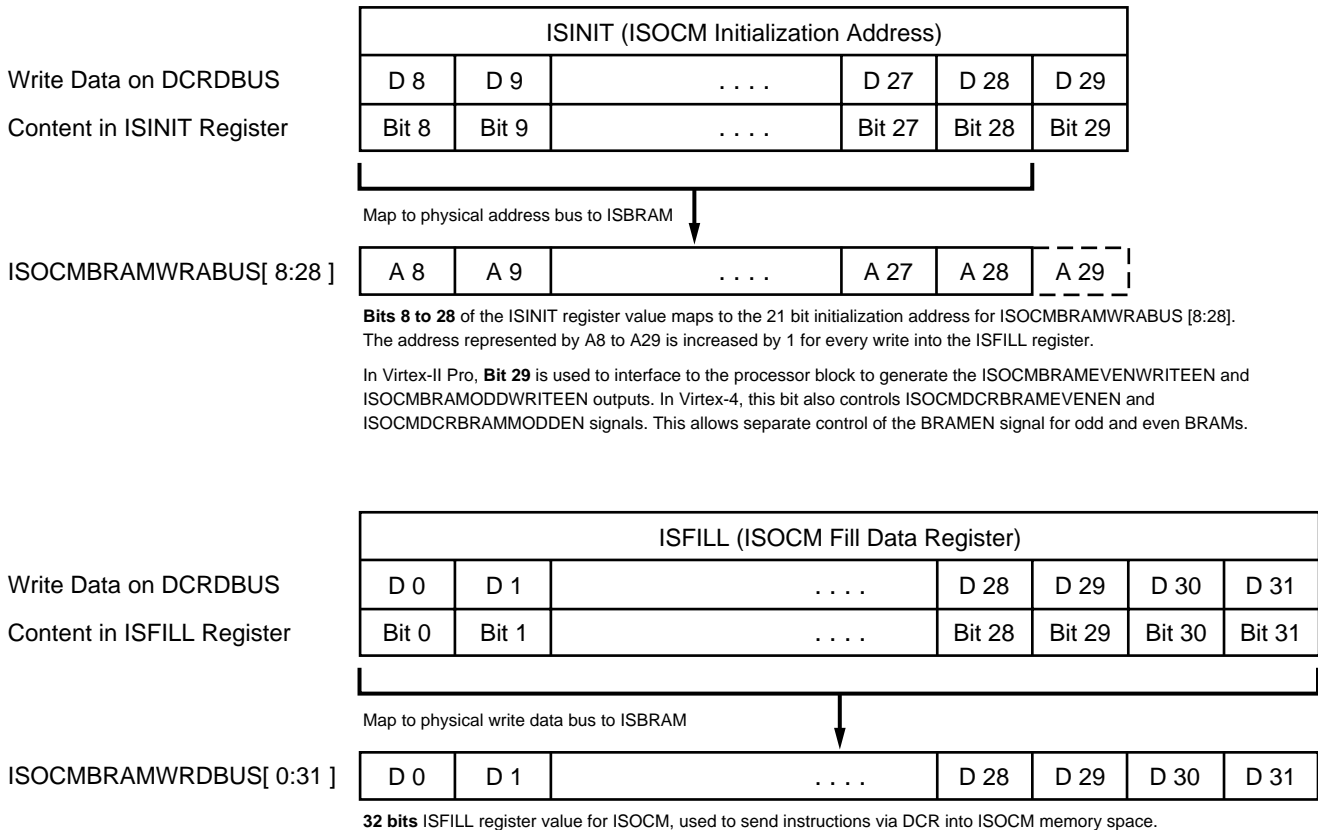 ISINIT (ISOCM Initialization Address)
Write Data on DCRDBUS D 8 D 9 . . . . D 27 D 28 D 29
Content in ISINIT Register Bit 8 Bit 9 . . . . Bit 27 Bit 28 Bit 29
Map to physical address bus to ISBRAM
ISOCMBRAMWRABUS[ 8:28 ] A 8 A 9 . . . . A 27 A 28 A 29
Bits 8 to 28 of the ISINIT register value maps to the 21 bit initialization address for ISOCMBRAMWRABUS [8:28].
The address represented by A8 to A29 is increased by 1 for every write into the ISFILL register.
In Virtex-II Pro, Bit 29 is used to interface to the processor block to generate the ISOCMBRAMEVENWRITEEN and
ISOCMBRAMODDWRITEEN outputs. In Virtex-4, this bit also controls ISOCMDCRBRAMEVENEN and
ISOCMDCRBRAMMODDEN signals. This allows separate control of the BRAMEN signal for odd and even BRAMs.
ISFILL (ISOCM Fill Data Register)
Write Data on DCRDBUS D 0 D 1 . . . . D 28 D 29 D 30 D 31
Content in ISFILL Register Bit 0 Bit 1 . . . . Bit 28 Bit 29 Bit 30 Bit 31
Map to physical write data bus to ISBRAM
ISOCMBRAMWRDBUS[ 0:31 ] D 0 D 1 . . . . D 28 D 29 D 30 D 31
32 bits ISFILL register value for ISOCM, used to send instructions via DCR into ISOCM memory space.